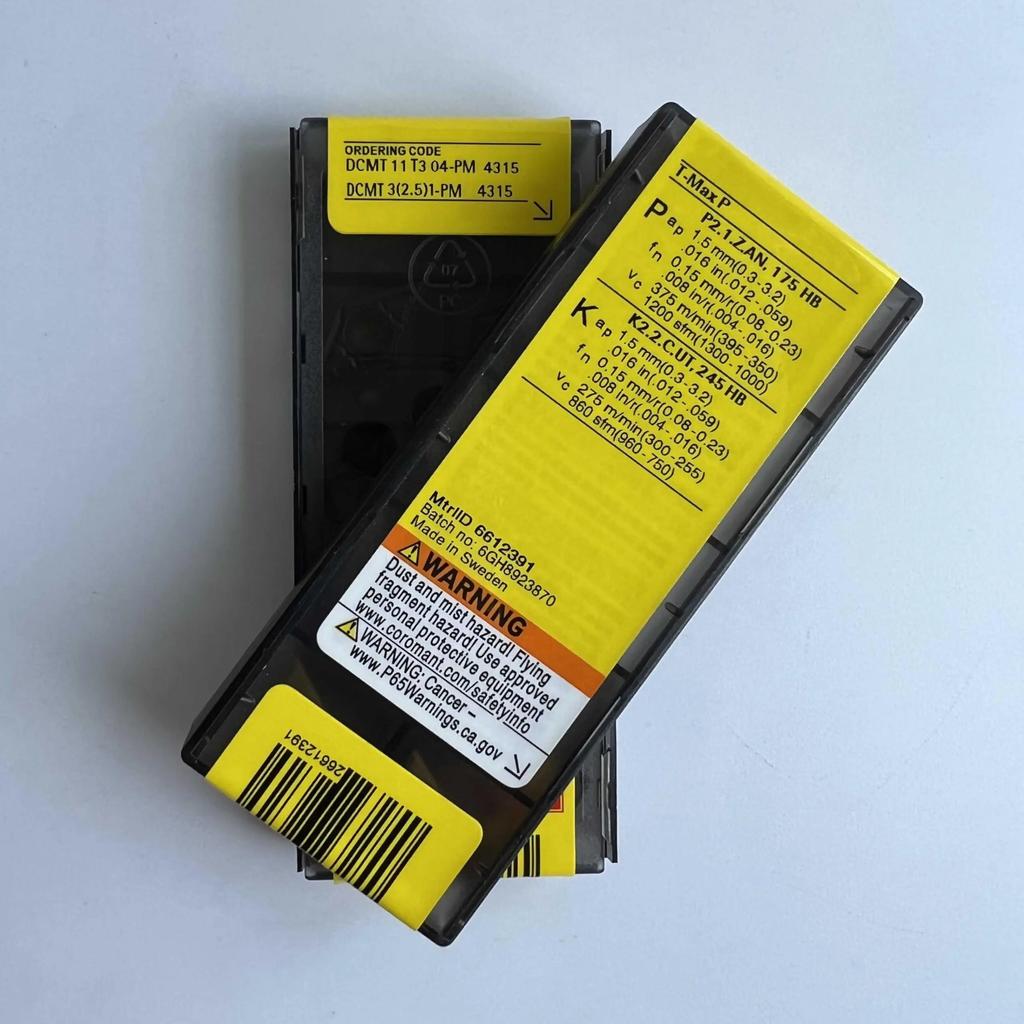 ORDERING CODE
DCMT 11 T3 04-PM 4315
DCMT 3(2.5)1-PM 4315
07
PC
T-Max P
P2.1.Z.AN, 175 HB
P ap 1.5 mm(0.3-3.2)
.016 in(.012-.059)
fn 0.15 mm/r(0.08-0.23)
.008 in/r(.004-.016)
vc 375 m/min(395-350)
1200 sfm(1300-1000)
K2.2.C.UT, 245 HB
K ap 1.5 mm(0.3-3.2)
.016 in(.012-.059)
fn 0.15 mm/r(0.08-0.23)
.008 in/r(.004-.016)
vc 275 m/min(300-255)
860 sfm(960-750)
MtrlID 6612391
Batch no: 6GH8923870
Made in Sweden
WARNING
Dust and mist hazard! Flying
fragment hazard! Use approved
personal protective equipment
www.coromant.com/safetyinfo
WARNING: Cancer –
www.P65Warnings.ca.gov
26612391